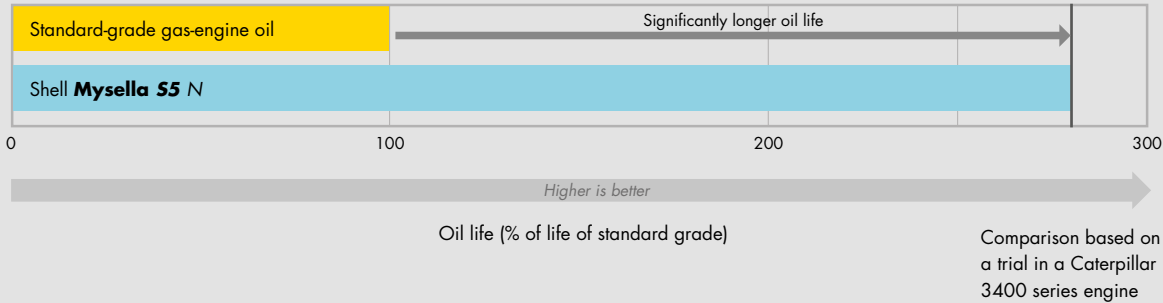 Standard-grade gas-engine oil
Significantly longer oil life
Shell Mysella S5 N
0 100 200 300
Higher is better
Oil life (% of life of standard grade)
Comparison based on
a trial in a Caterpillar
3400 series engine